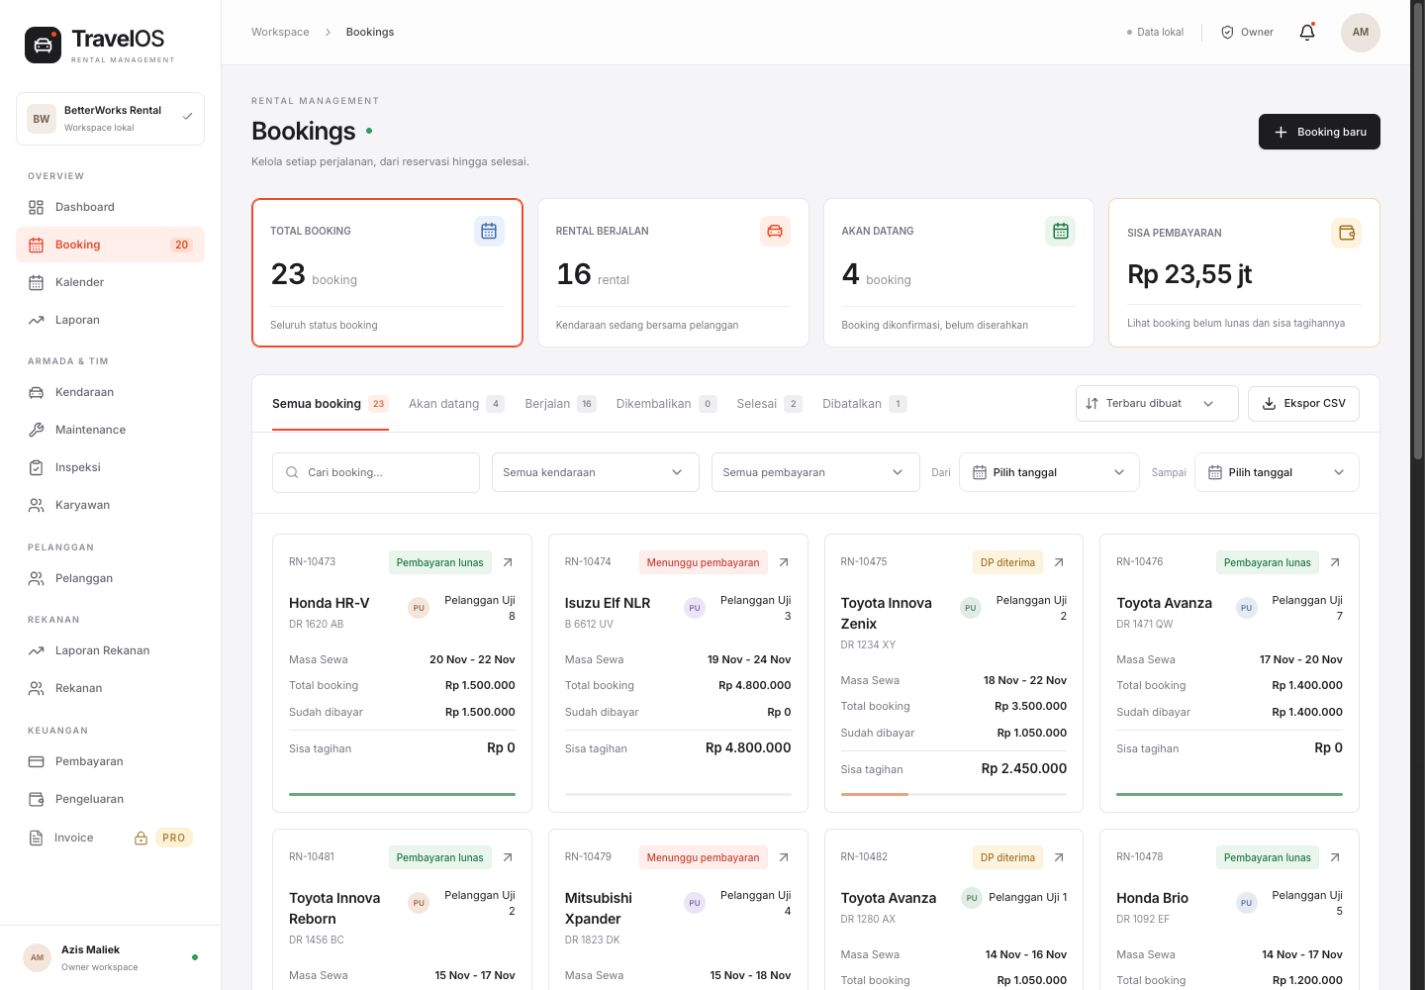 TravelOS
RENTAL MANAGEMENT
BW
BetterWorks Rental
Workspace lokal
OVERVIEW
Dashboard
Booking 20
Kalender
Laporan
ARMADA & TIM
Kendaraan
Maintenance
Inspeksi
Karyawan
PELANGGAN
Pelanggan
REKANAN
Laporan Rekanan
Rekanan
KEUANGAN
Pembayaran
Pengeluaran
Invoice PRO
AM
Azis Maliek
Owner workspace
Workspace > Bookings
Data lokal
Owner
AM
RENTAL MANAGEMENT
Bookings
Kelola setiap perjalanan, dari reservasi hingga selesai.
+ Booking baru
TOTAL BOOKING
23 booking
Seluruh status booking
RENTAL BERJALAN
16 rental
Kendaraan sedang bersama pelanggan
AKAN DATANG
4 booking
Booking dikonfirmasi, belum diserahkan
SISA PEMBAYARAN
Rp 23,55 jt
Lihat booking belum lunas dan sisa tagihannya
Semua booking 23
Akan datang 4
Berjalan 16
Dikembalikan 0
Selesai 2
Dibatalkan 1
Terbaru dibuat
Ekspor CSV
Cari booking...
Semua kendaraan
Semua pembayaran
Dari
Pilih tanggal
Sampai
Pilih tanggal
RN-10473 Pembayaran lunas
Honda HR-V
DR 1620 AB
PU
Pelanggan Uji
8
Masa Sewa 20 Nov - 22 Nov
Total booking Rp 1.500.000
Sudah dibayar Rp 1.500.000
Sisa tagihan Rp 0
RN-10474 Menunggu pembayaran
Isuzu Elf NLR
B 6612 UV
PU
Pelanggan Uji
3
Masa Sewa 19 Nov - 24 Nov
Total booking Rp 4.800.000
Sudah dibayar Rp 0
Sisa tagihan Rp 4.800.000
RN-10475 DP diterima
Toyota Innova
Zenix
DR 1234 XY
PU
Pelanggan Uji
2
Masa Sewa 18 Nov - 22 Nov
Total booking Rp 3.500.000
Sudah dibayar Rp 1.050.000
Sisa tagihan Rp 2.450.000
RN-10476 Pembayaran lunas
Toyota Avanza
DR 1471 QW
PU
Pelanggan Uji
7
Masa Sewa 17 Nov - 20 Nov
Total booking Rp 1.400.000
Sudah dibayar Rp 1.400.000
Sisa tagihan Rp 0
RN-10481 Pembayaran lunas
Toyota Innova
Reborn
DR 1456 BC
PU
Pelanggan Uji
2
Masa Sewa 15 Nov - 17 Nov
RN-10479 Menunggu pembayaran
Mitsubishi
Xpander
DR 1823 DK
PU
Pelanggan Uji
4
Masa Sewa 15 Nov - 18 Nov
RN-10482 DP diterima
Toyota Avanza
DR 1280 AX
PU
Pelanggan Uji 1
Masa Sewa 14 Nov - 16 Nov
Total booking Rp 1.050.000
RN-10478 Pembayaran lunas
Honda Brio
DR 1092 EF
PU
Pelanggan Uji
5
Masa Sewa 14 Nov - 17 Nov
Total booking Rp 1.200.000